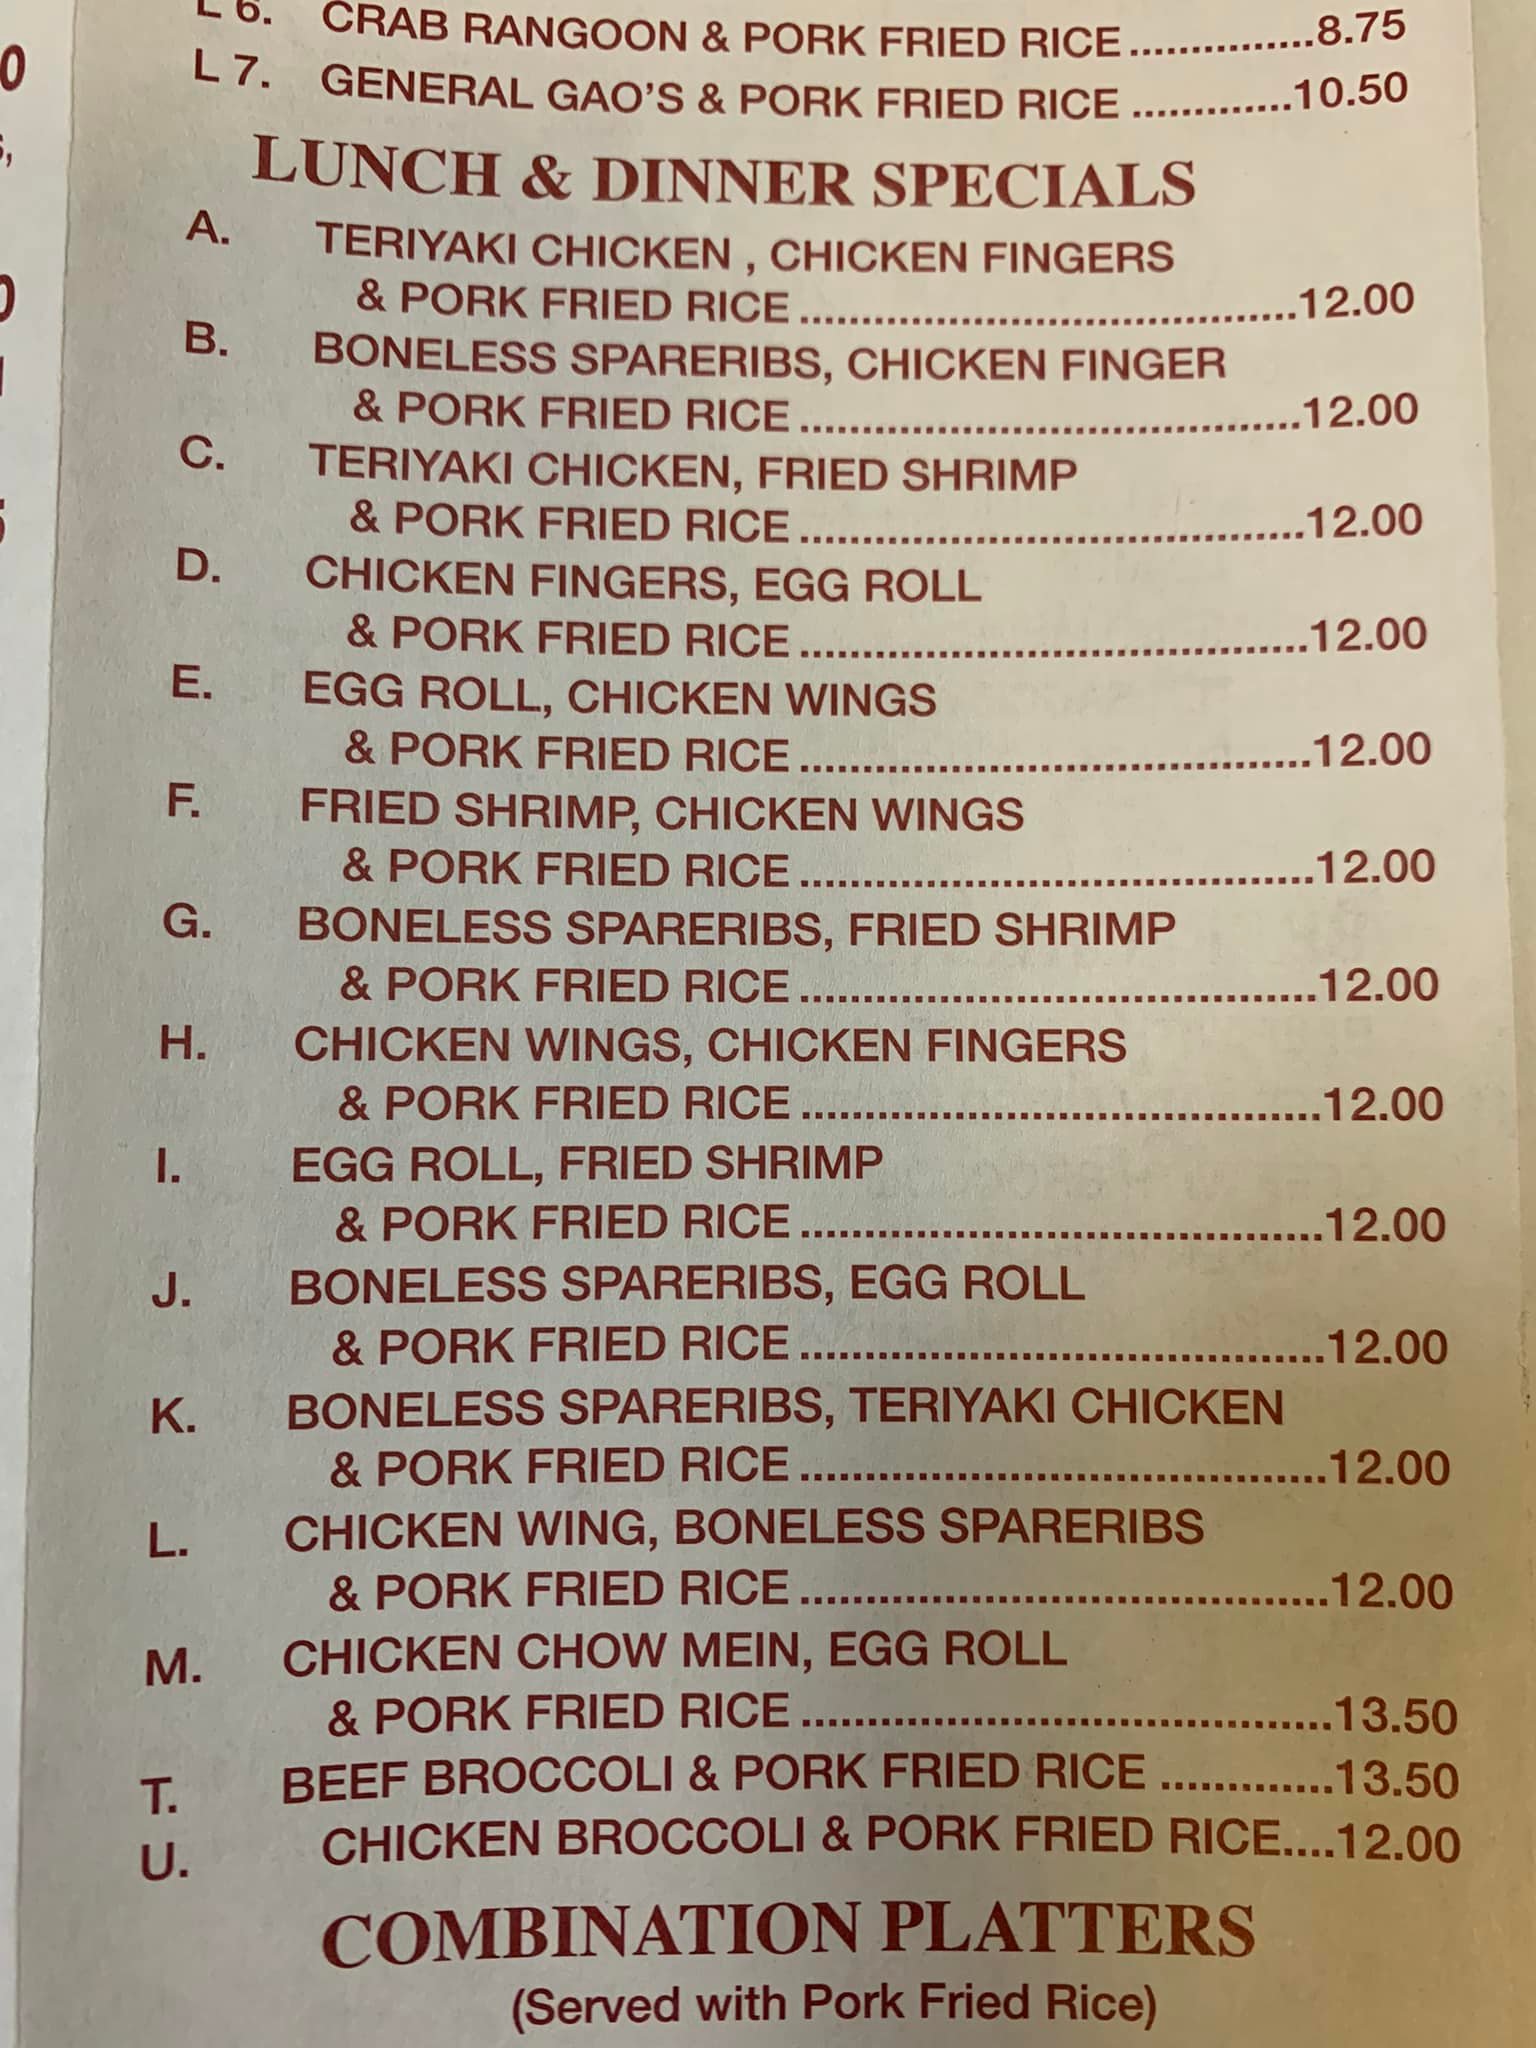 L 6. CRAB RANGOON & PORK FRIED RICE...............8.75
L 7. GENERAL GAO'S & PORK FRIED RICE .............10.50
LUNCH & DINNER SPECIALS
A. TERIYAKI CHICKEN , CHICKEN FINGERS
& PORK FRIED RICE........................................12.00
B. BONELESS SPARERIBS, CHICKEN FINGER
& PORK FRIED RICE........................................12.00
C. TERIYAKI CHICKEN, FRIED SHRIMP
& PORK FRIED RICE........................................12.00
D. CHICKEN FINGERS, EGG ROLL
& PORK FRIED RICE........................................12.00
E. EGG ROLL, CHICKEN WINGS
& PORK FRIED RICE........................................12.00
F. FRIED SHRIMP, CHICKEN WINGS
& PORK FRIED RICE........................................12.00
G. BONELESS SPARERIBS, FRIED SHRIMP
& PORK FRIED RICE........................................12.00
H. CHICKEN WINGS, CHICKEN FINGERS
& PORK FRIED RICE........................................12.00
I. EGG ROLL, FRIED SHRIMP
& PORK FRIED RICE........................................12.00
J. BONELESS SPARERIBS, EGG ROLL
& PORK FRIED RICE........................................12.00
K. BONELESS SPARERIBS, TERIYAKI CHICKEN
& PORK FRIED RICE........................................12.00
L. CHICKEN WING, BONELESS SPARERIBS
& PORK FRIED RICE........................................12.00
M. CHICKEN CHOW MEIN, EGG ROLL
& PORK FRIED RICE........................................13.50
T. BEEF BROCCOLI & PORK FRIED RICE .............13.50
U. CHICKEN BROCCOLI & PORK FRIED RICE....12.00
COMBINATION PLATTERS
(Served with Pork Fried Rice)